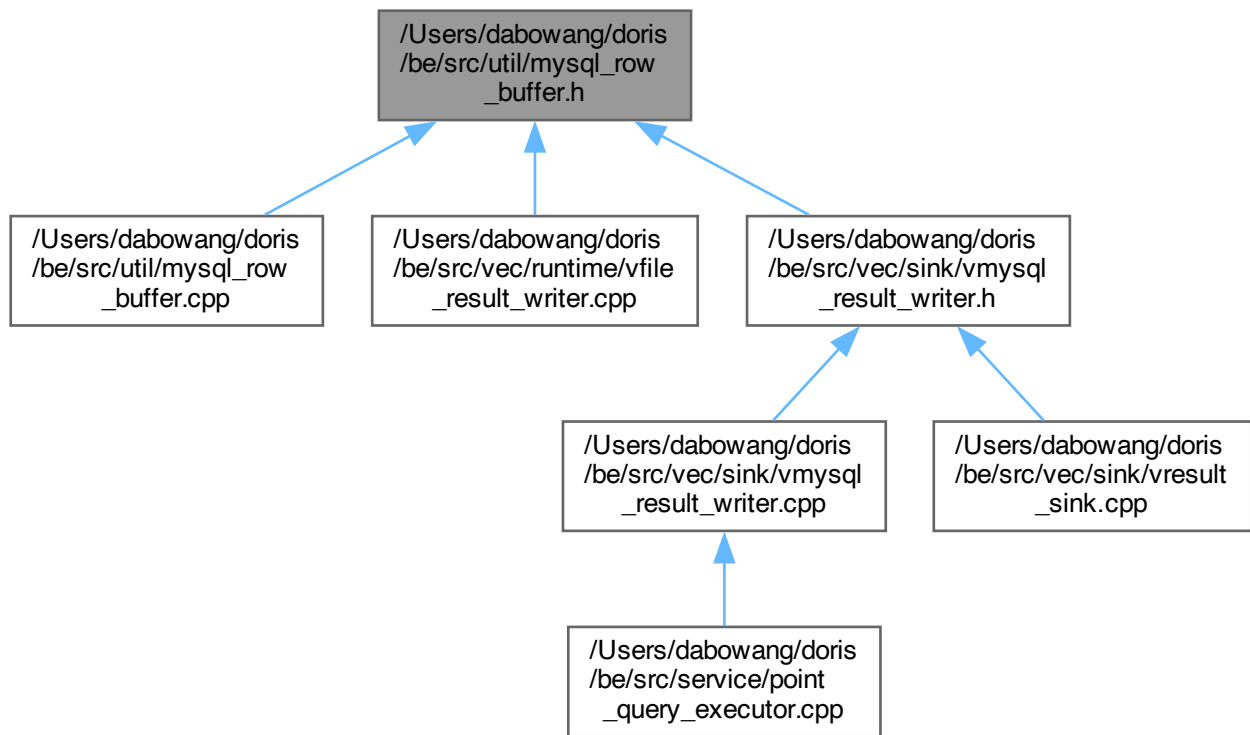 /Users/dabowang/doris
/be/src/util/mysql_row
_buffer.h
/Users/dabowang/doris
/be/src/util/mysql_row
_buffer.cpp
/Users/dabowang/doris
/be/src/vec/runtime/vfile
_result_writer.cpp
/Users/dabowang/doris
/be/src/vec/sink/vmysql
_result_writer.h
/Users/dabowang/doris
/be/src/vec/sink/vmysql
_result_writer.cpp
/Users/dabowang/doris
/be/src/vec/sink/vresult
_sink.cpp
/Users/dabowang/doris
/be/src/service/point
_query_executor.cpp